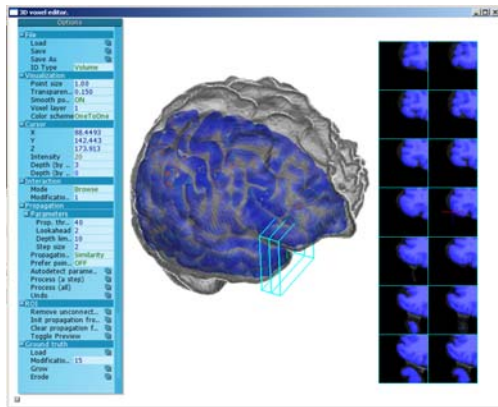 3D voxel editor.
Options
File
Load
Save
Save As
IO Type Volume
Visualization
Point size 1.00
Transparen.. 0.150
Smooth po.. ON
Voxel layer 1
Color scheme OneToOne
Cursor
X 88.4493
Y 142.443
Z 173.913
Intensity 20
Depth (by .. 3
Depth (by .. 0
Interaction
Mode Browse
Modificatio.. 1
Propagation
Parameters
Prop. thr.. 40
Lookahead 2
Depth lim.. 10
Step size 2
Propagatio.. Similarity
Prefer poin.. OFF
Autodetect parame..
Process (a step)
Process (all)
Undo
ROI
Remove unconnect..
Init propagation fro..
Clear propagation f..
Toggle Preview
Ground truth
Load
Modificatio.. 15
Grow
Erode